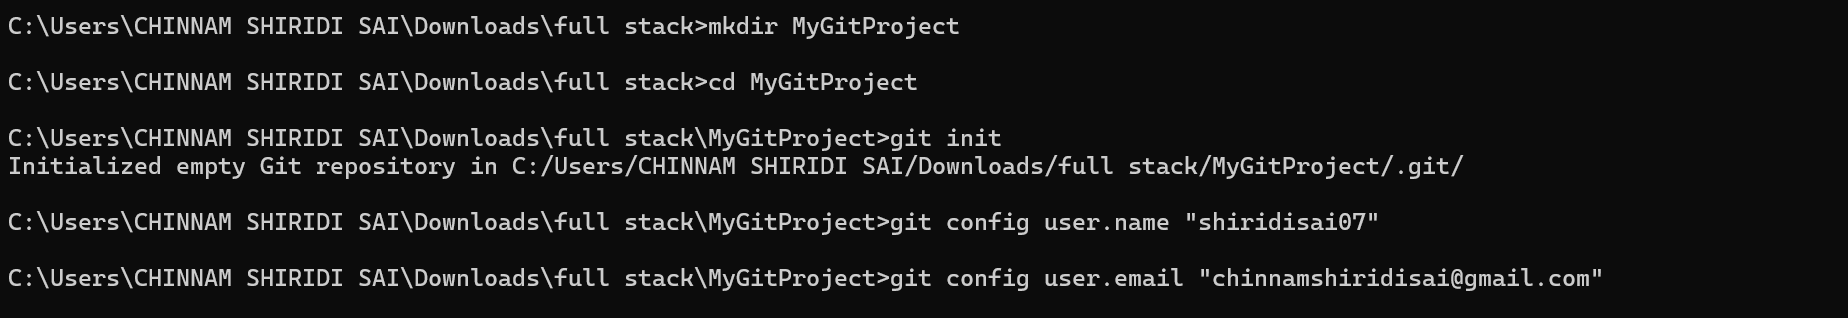 C:\Users\CHINNAM SHIRIDI SAI\Downloads\full stack>mkdir MyGitProject
C:\Users\CHINNAM SHIRIDI SAI\Downloads\full stack>cd MyGitProject
C:\Users\CHINNAM SHIRIDI SAI\Downloads\full stack\MyGitProject>git init
Initialized empty Git repository in C:/Users/CHINNAM SHIRIDI SAI/Downloads/full stack/MyGitProject/.git/
C:\Users\CHINNAM SHIRIDI SAI\Downloads\full stack\MyGitProject>git config user.name "shiridisai07"
C:\Users\CHINNAM SHIRIDI SAI\Downloads\full stack\MyGitProject>git config user.email "chinnamshiridisai@gmail.com"